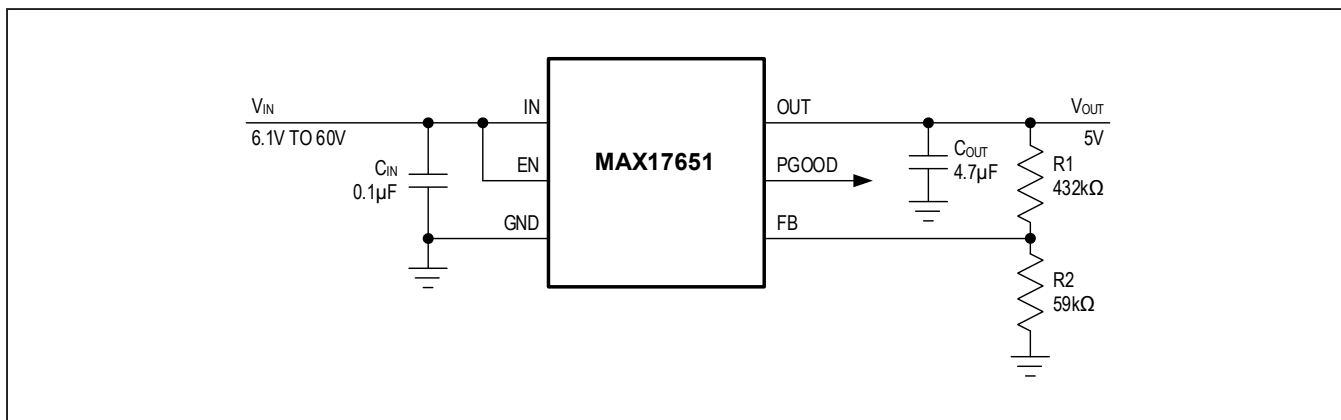 VIN
6.1V TO 60V
CIN
0.1µF
IN
EN
GND
MAX17651
OUT
PGOOD
FB
COUT
4.7µF
VOUT
5V
R1
432kΩ
R2
59kΩ